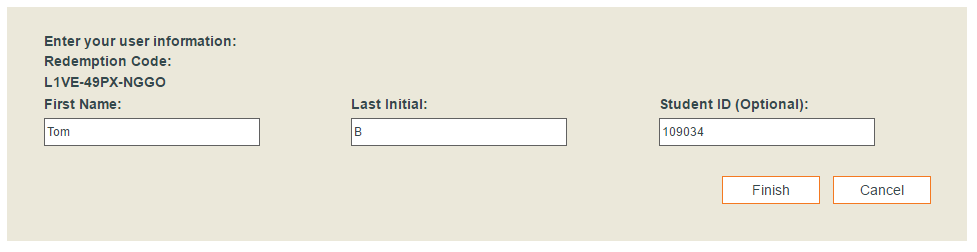 Enter your user information:
Redemption Code:
L1VE-49PX-NGGO
First Name: Last Initial: Student ID (Optional):
Tom B 109034
Finish Cancel